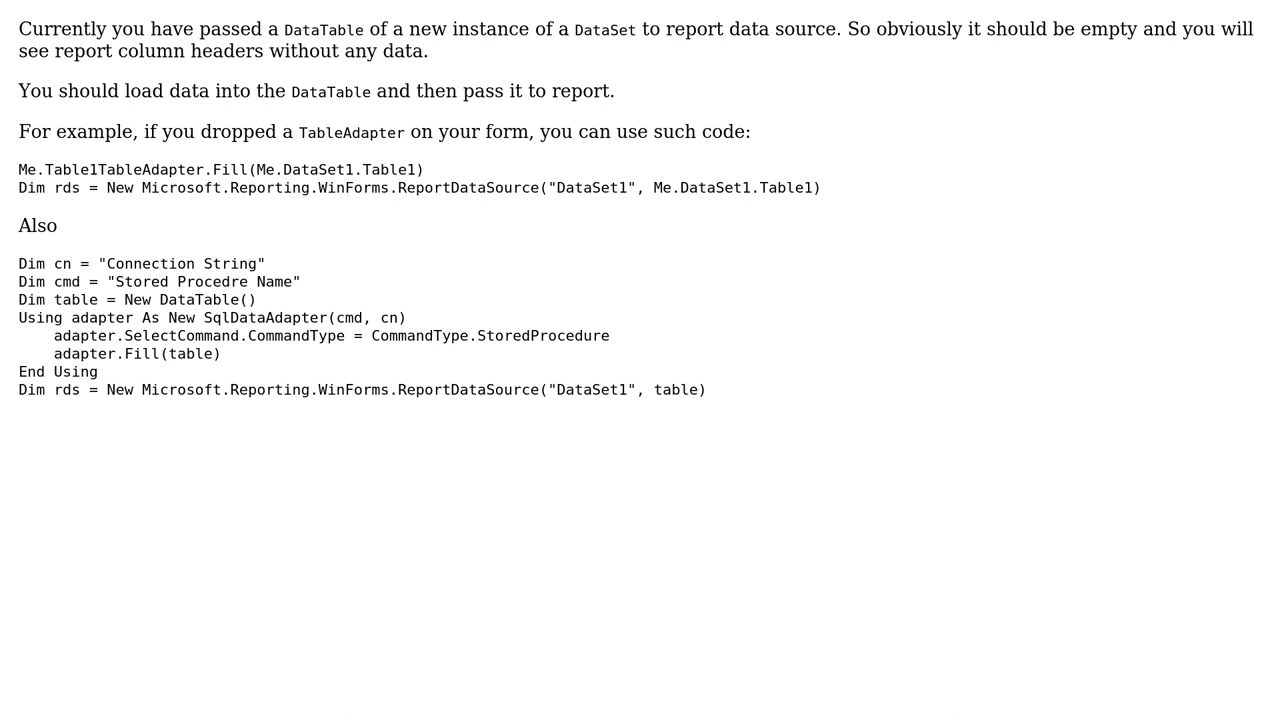 Currently you have passed a DataTable of a new instance of a DataSet to report data source. So obviously it should be empty and you will
see report column headers without any data.
You should load data into the DataTable and then pass it to report.
For example, if you dropped a TableAdapter on your form, you can use such code:
Me.Table1TableAdapter.Fill(Me.DataSet1.Table1)
Dim rds = New Microsoft.Reporting.WinForms.ReportDataSource("DataSet1", Me.DataSet1.Table1)
Also
Dim cn = "Connection String"
Dim cmd = "Stored Procedre Name"
Dim table = New DataTable()
Using adapter As New SqlDataAdapter(cmd, cn)
    adapter.SelectCommand.CommandType = CommandType.StoredProcedure
    adapter.Fill(table)
End Using
Dim rds = New Microsoft.Reporting.WinForms.ReportDataSource("DataSet1", table)